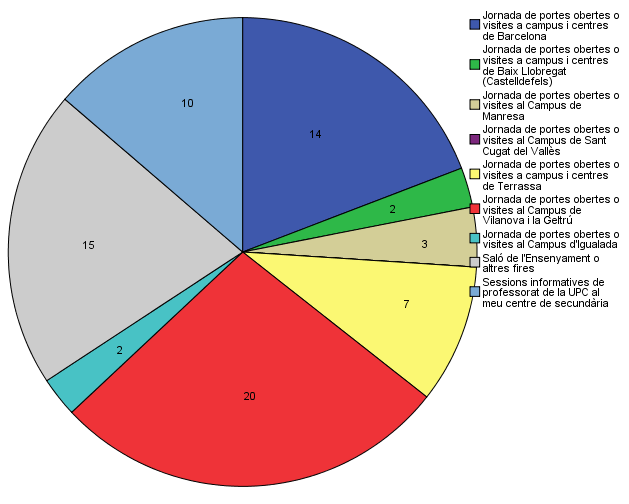 10
14
2
3
15
7
2
20
Jornada de portes obertes o
visites a campus i centres
de Barcelona
Jornada de portes obertes o
visites a campus i centres
de Baix Llobregat
(Castelldefels)
Jornada de portes obertes o
visites al Campus de
Manresa
Jornada de portes obertes o
visites al Campus de Sant
Cugat del Vallès
Jornada de portes obertes o
visites a campus i centres
de Terrassa
Jornada de portes obertes o
visites al Campus de
Vilanova i la Geltrú
Jornada de portes obertes o
visites al Campus d'Igualada
Saló de l'Ensenyament o
altres fires
Sessions informatives de
professorat de la UPC al
meu centre de secundària